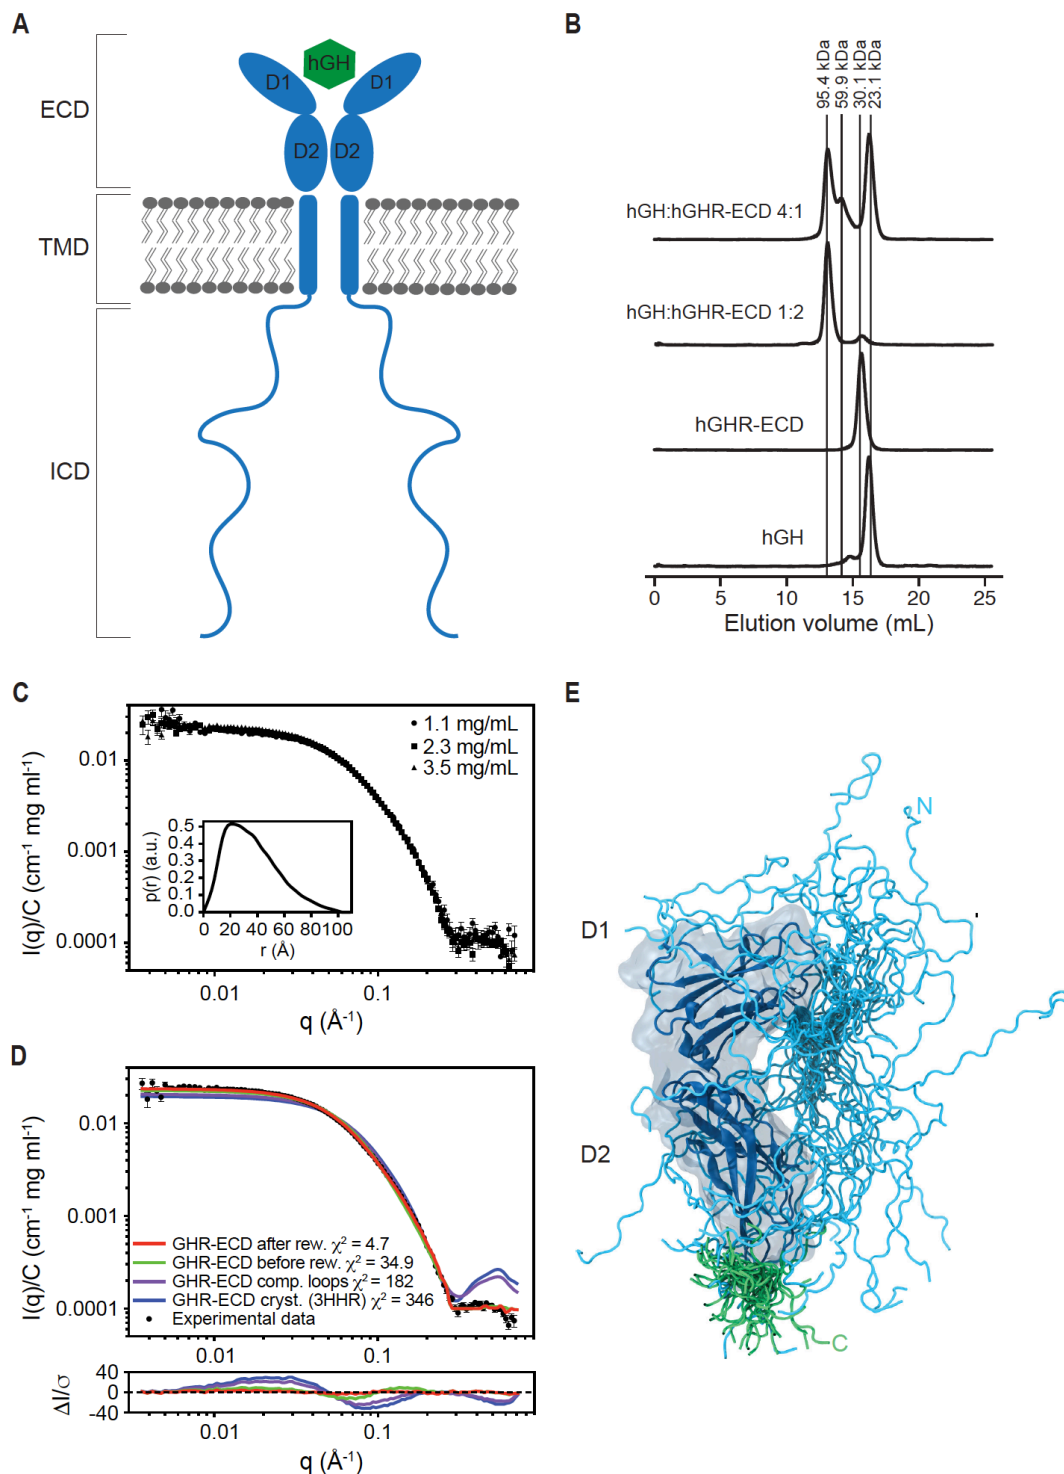 A
hGH
D1
D1
D2
D2
ECD
TMD
ICD
B
95.4 kDa
59.9 kDa
30.1 kDa
23.1 kDa
hGH:hGHR-ECD 4:1
hGH:hGHR-ECD 1:2
hGHR-ECD
hGH
0 5 10 15 20 25
Elution volume (mL)
C
1.1 mg/mL
2.3 mg/mL
3.5 mg/mL
I(q)/C (cm⁻¹ mg ml⁻¹)
0.01
0.001
0.0001
p(r) (a.u.)
0.5
0.4
0.3
0.2
0.1
0.0
0 20 40 60 80 100
r (Å)
0.01 0.1
q (Å⁻¹)
D
I(q)/C (cm⁻¹ mg ml⁻¹)
0.01
0.001
0.0001
GHR-ECD after rew. χ² = 4.7
GHR-ECD before rew. χ² = 34.9
GHR-ECD comp. loops χ² = 182
GHR-ECD cryst. (3HHR) χ² = 346
Experimental data
0.01 0.1
ΔI/σ
40
0
-40
0.01 0.1
q (Å⁻¹)
E
N
D1
D2
C